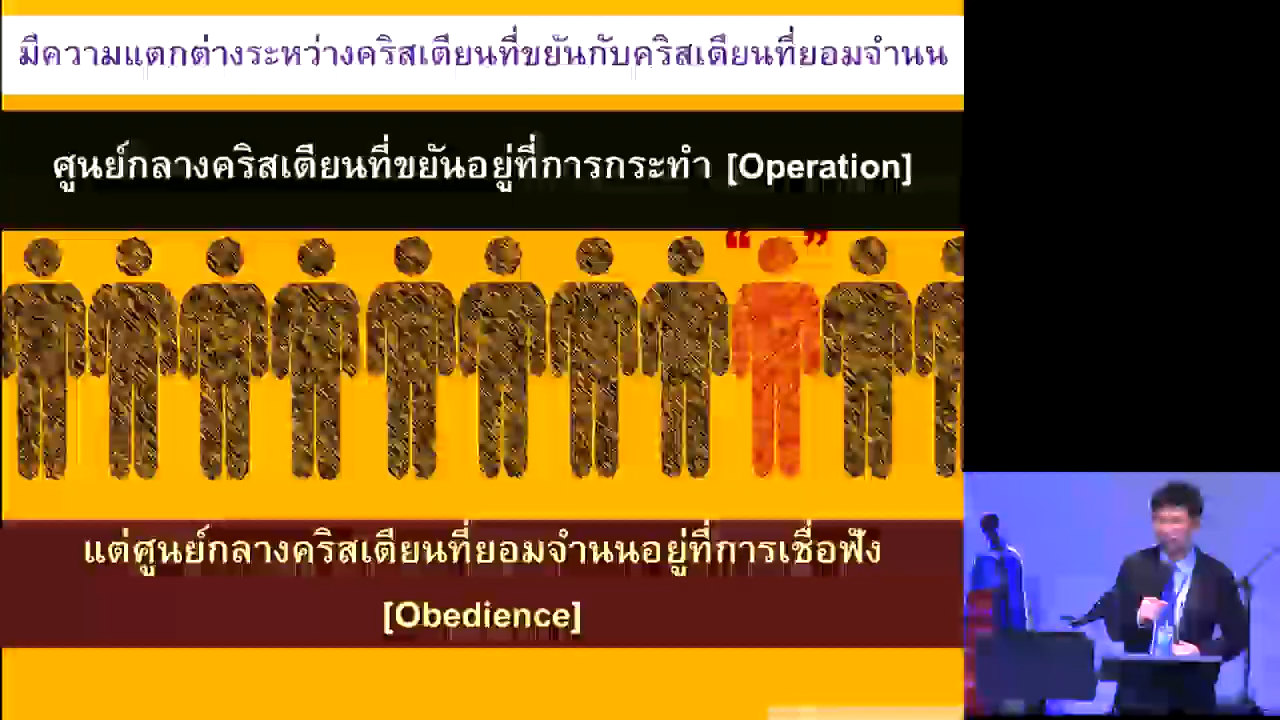 มีความแตกต่างระหว่างคริสเตียนที่ขยันกับคริสเตียนที่ยอมจำนน
ศูนย์กลางคริสเตียนที่ขยันอยู่ที่การกระทำ [Operation]
“ ”
แต่ศูนย์กลางคริสเตียนที่ยอมจำนนอยู่ที่การเชื่อฟัง
[Obedience]